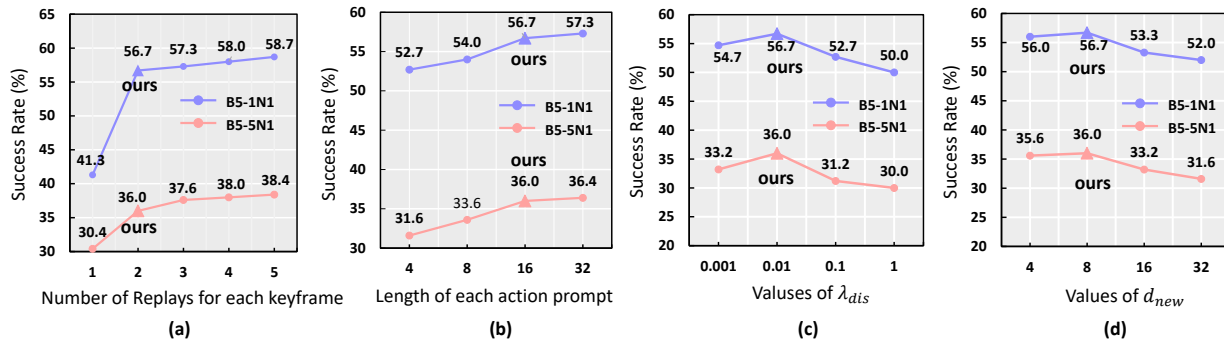 65
60
55
50
45
40
35
30
Success Rate (%)
56.7 57.3 58.0 58.7
ours
B5-1N1
B5-5N1
41.3
36.0 37.6 38.0 38.4
30.4 ours
1 2 3 4 5
Number of Replays for each keyframe
(a)
60
55
50
45
40
35
30
Success Rate (%)
52.7 54.0 56.7 57.3
ours
B5-1N1
B5-5N1
ours
31.6 33.6 36.0 36.4
4 8 16 32
Length of each action prompt
(b)
60
55
50
45
40
35
30
25
20
Success Rate (%)
54.7 56.7 52.7 50.0
ours
B5-1N1
B5-5N1
33.2 36.0 31.2 30.0
ours
0.001 0.01 0.1 1
Valuses of λdis
(c)
60
55
50
45
40
35
30
25
20
Success Rate (%)
56.0 56.7 53.3 52.0
ours
B5-1N1
B5-5N1
35.6 36.0 33.2 31.6
ours
4 8 16 32
Values of dnew
(d)